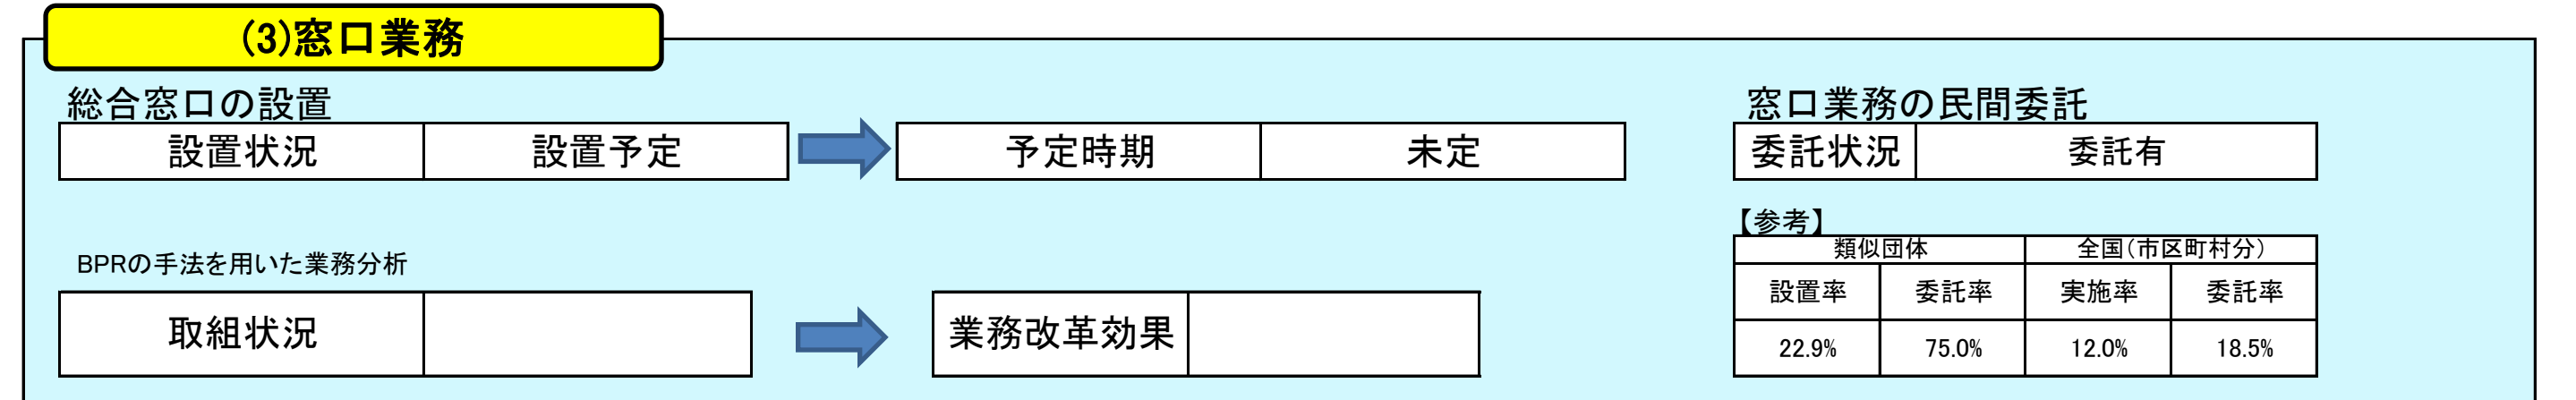 (3)窓口業務
総合窓口の設置
設置状況 設置予定 予定時期 未定
窓口業務の民間委託
委託状況 委託有
【参考】
類似団体 全国(市区町村分)
設置率 委託率 実施率 委託率
22.9% 75.0% 12.0% 18.5%
BPRの手法を用いた業務分析
取組状況 業務改革効果